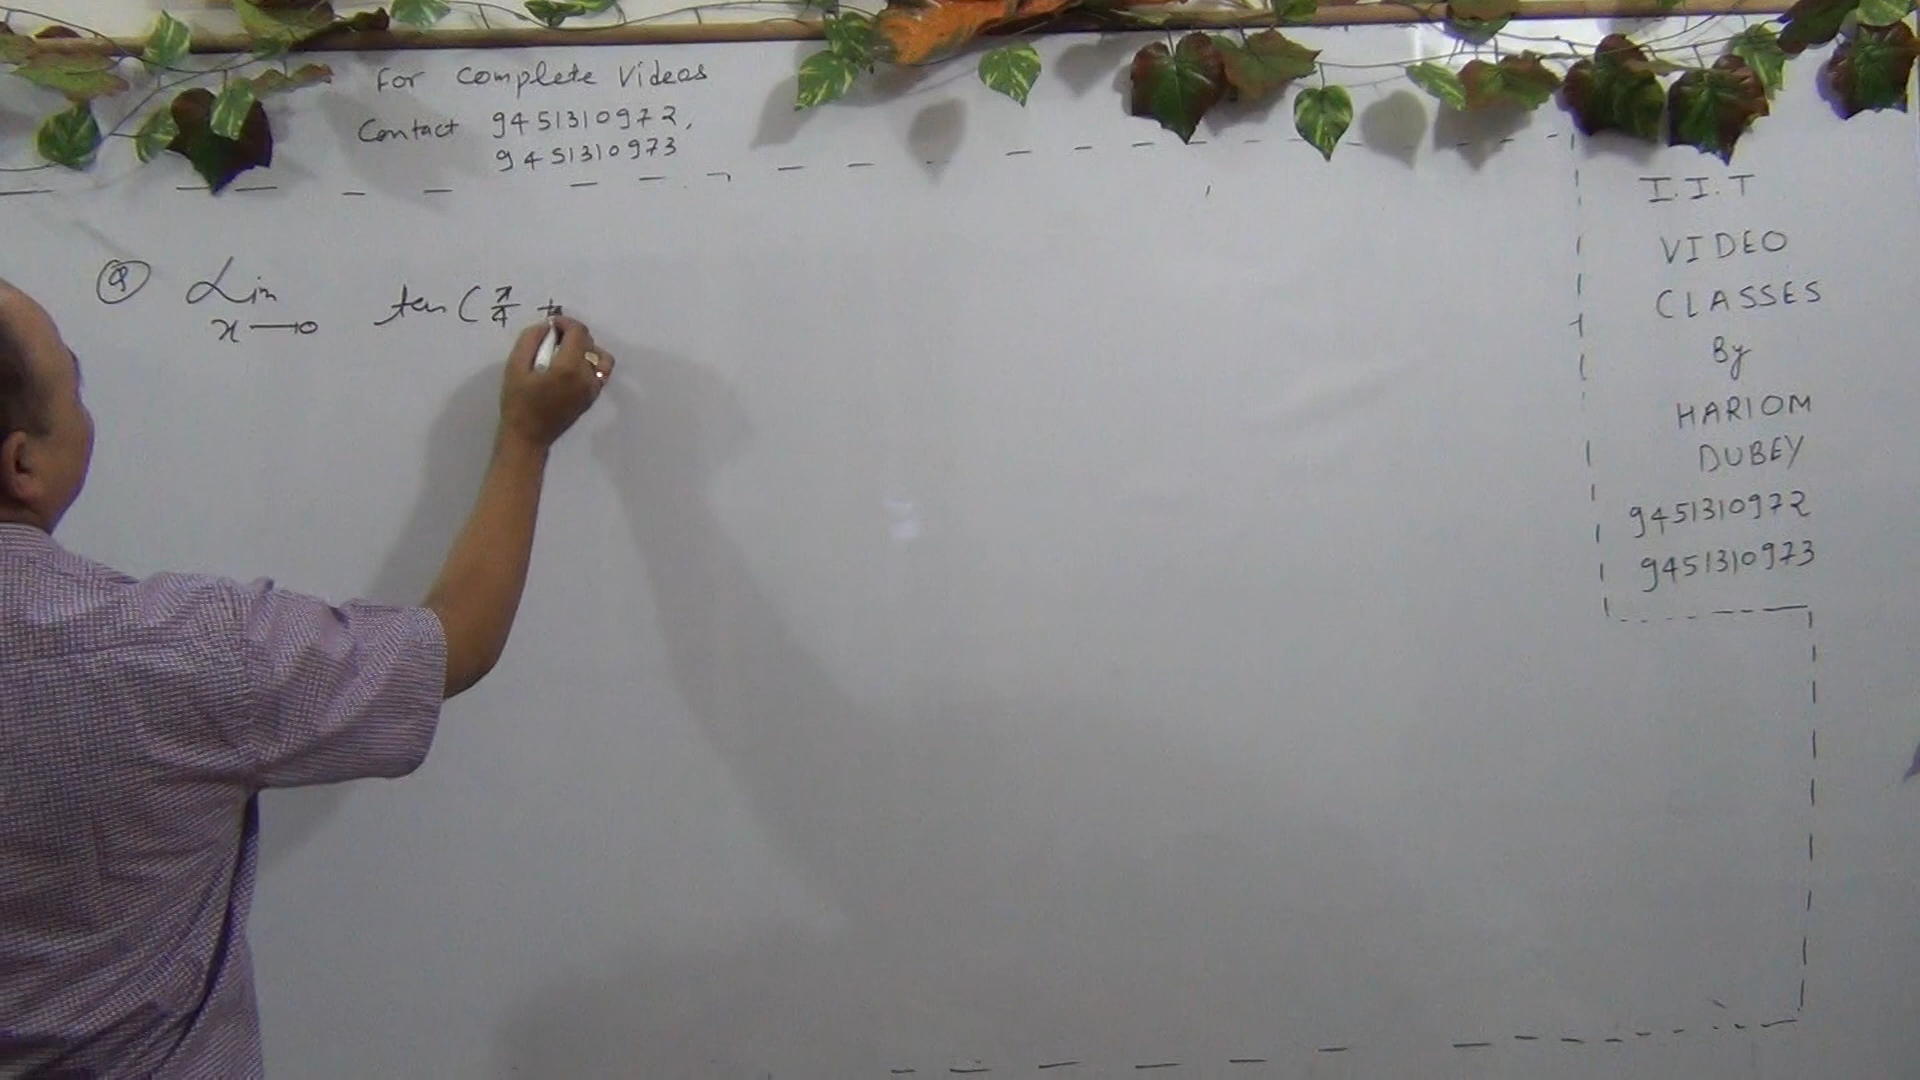 For Complete Videos
Contact 9451310972,
9451310973
Q Lim x→0 tan (π/4 +
I.I.T
VIDEO
CLASSES
By
HARIOM
DUBEY
9451310972
9451310973